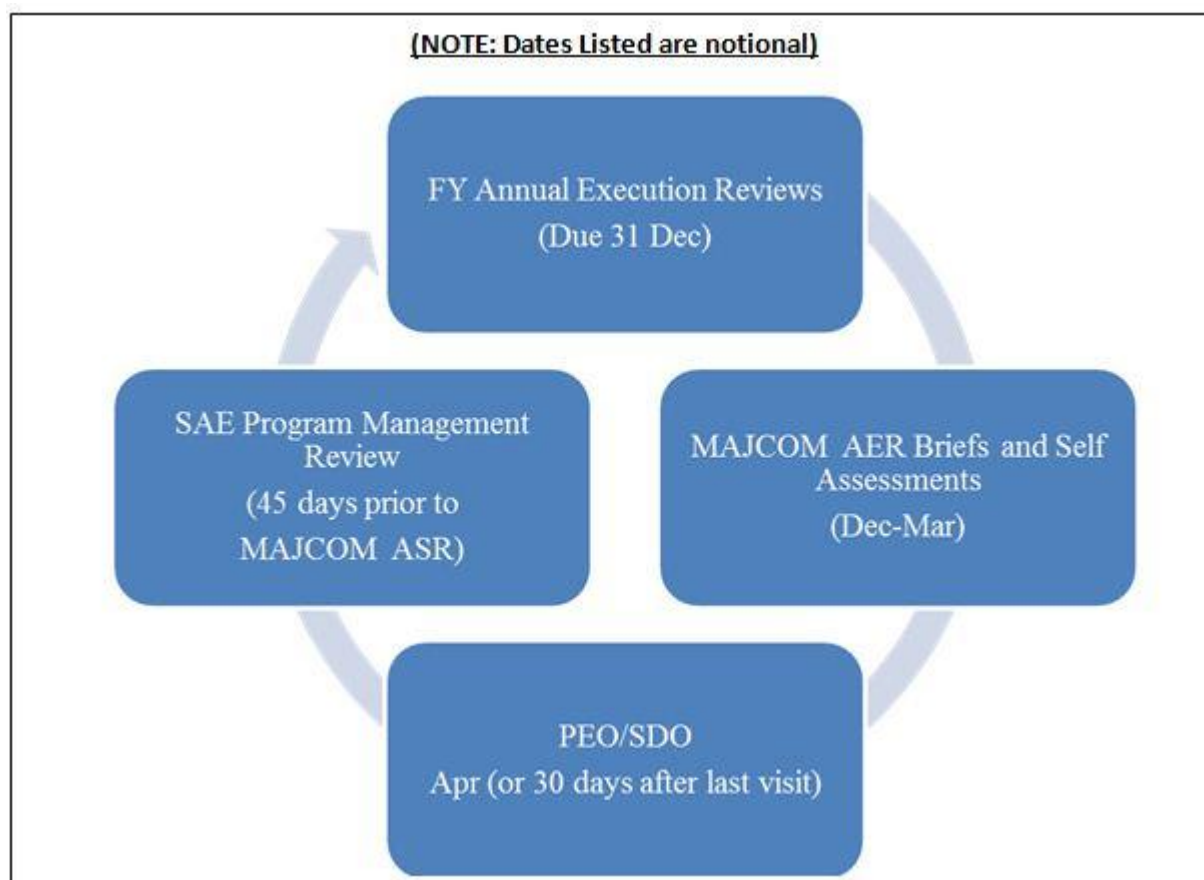 (NOTE: Dates Listed are notional)
FY Annual Execution Reviews
(Due 31 Dec)
MAJCOM AER Briefs and Self
Assessments
(Dec-Mar)
PEO/SDO
Apr (or 30 days after last visit)
SAE Program Management
Review
(45 days prior to
MAJCOM ASR)